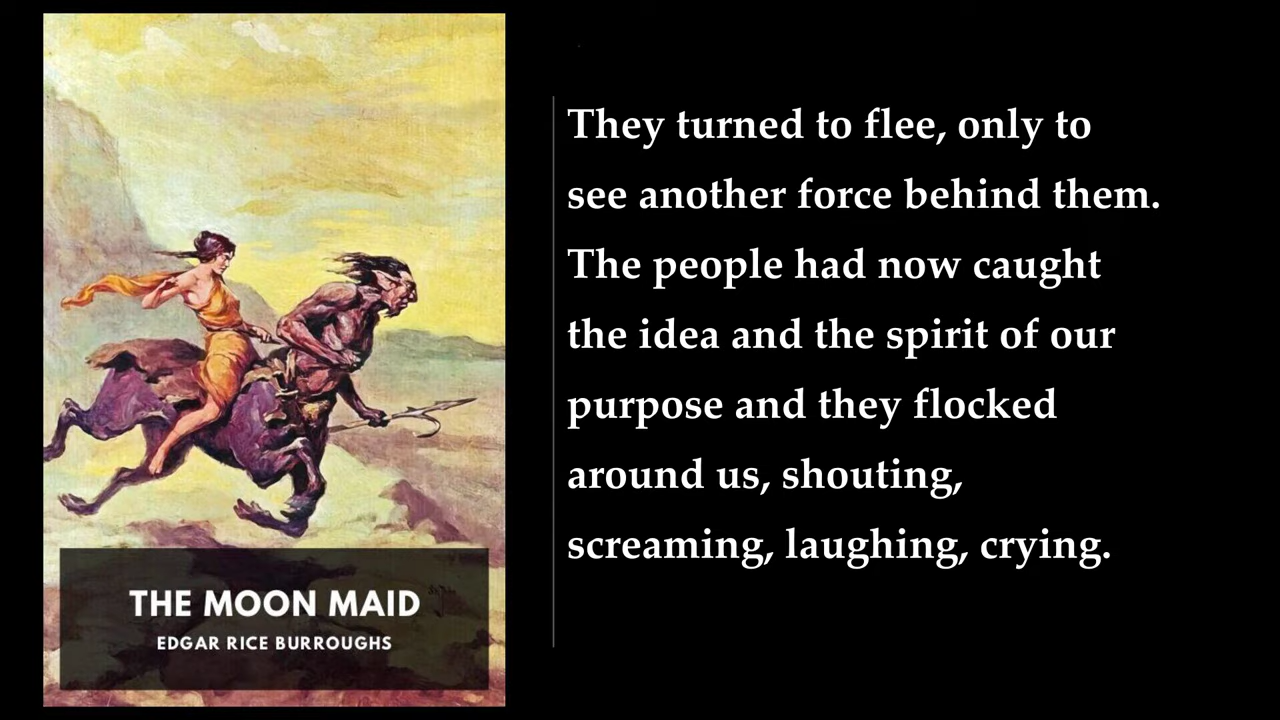 THE MOON MAID
EDGAR RICE BURROUGHS
They turned to flee, only to
see another force behind them.
The people had now caught
the idea and the spirit of our
purpose and they flocked
around us, shouting,
screaming, laughing, crying.